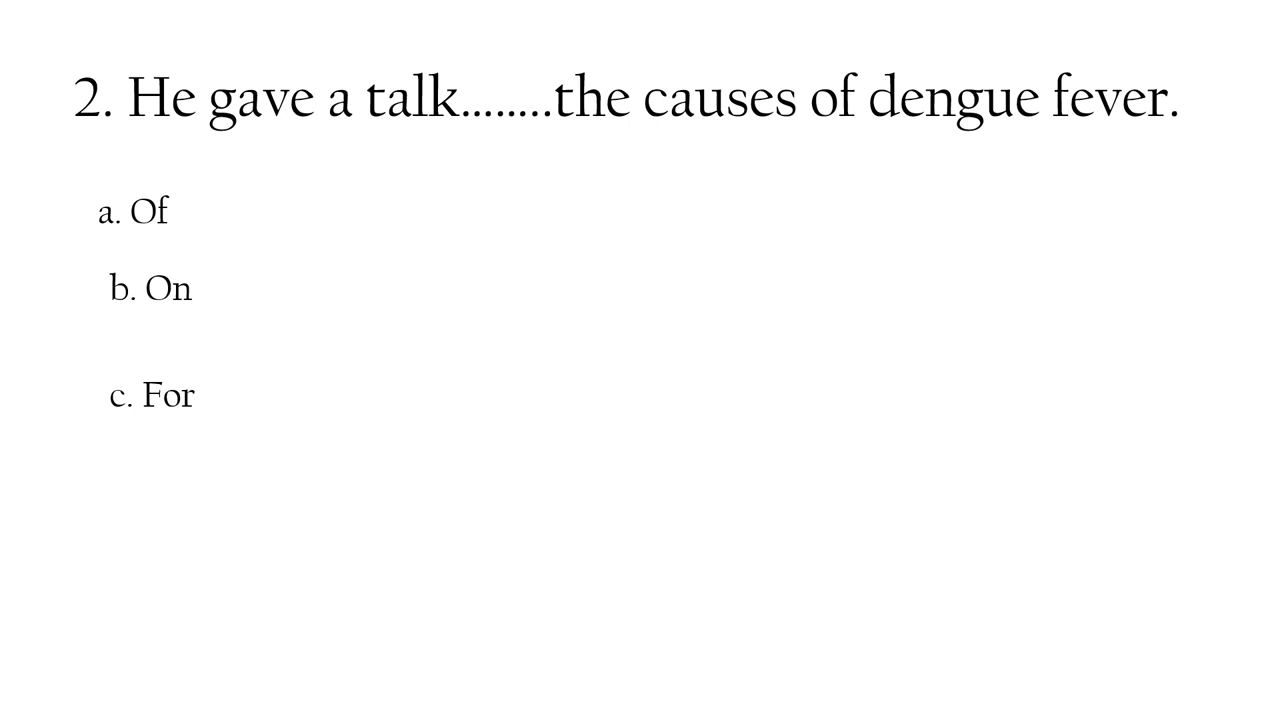 2. He gave a talk........the causes of dengue fever.
a. Of
b. On
c. For